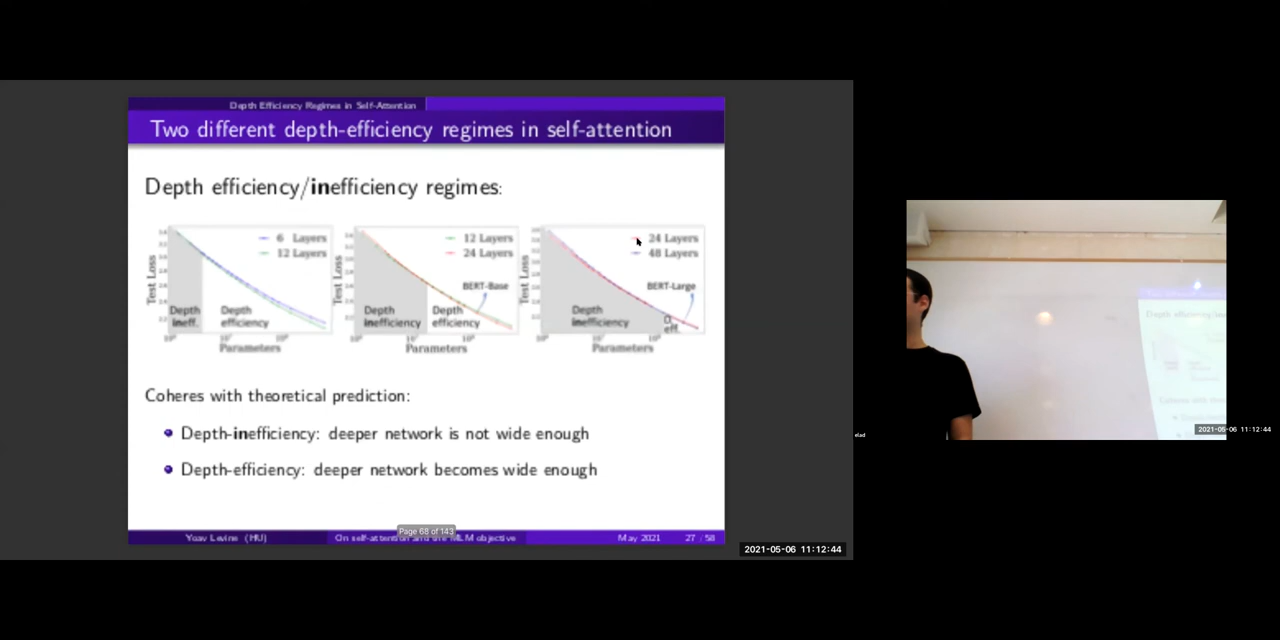 Depth Efficiency Regimes in Self-Attention
Two different depth-efficiency regimes in self-attention
Depth efficiency/inefficiency regimes:
Test Loss
6 Layers
12 Layers
Depth
ineff.
Depth
efficiency
Parameters
Test Loss
12 Layers
24 Layers
BERT-Base
Depth
inefficiency
Depth
efficiency
Parameters
Test Loss
24 Layers
48 Layers
BERT-Large
Depth
inefficiency
D.
eff.
Parameters
Coheres with theoretical prediction:
Depth-inefficiency: deeper network is not wide enough
Depth-efficiency: deeper network becomes wide enough
Page 68 of 143
Yoav Levine (HU)
On self-attention and the MLM objective
May 2021
27 / 58
2021-05-06 11:12:44
elad
2021-05-06 11:12:44